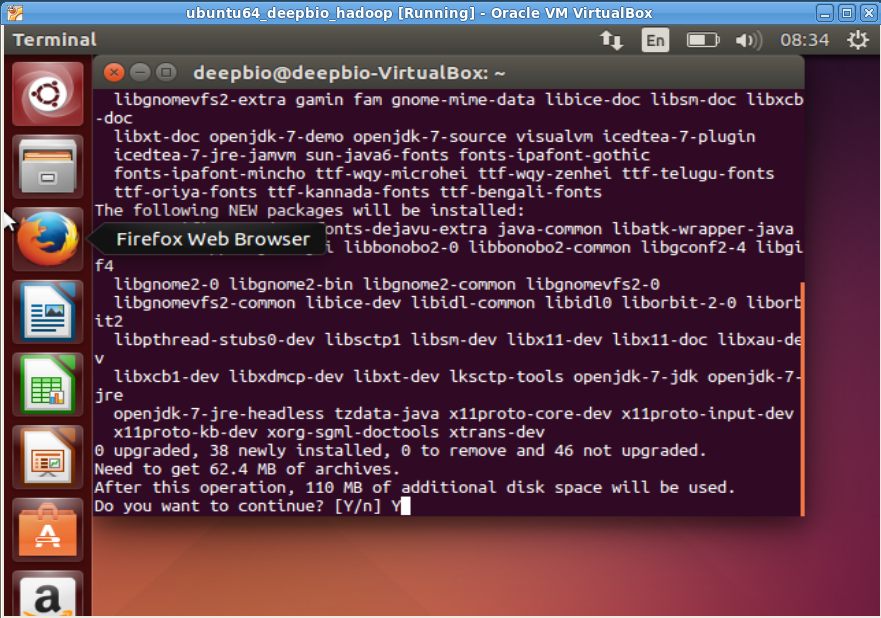 ubuntu64_deepbio_hadoop [Running] - Oracle VM VirtualBox
Terminal
En
08:34
deepbio@deepbio-VirtualBox: ~
libgnomevfs2-extra gamin fam gnome-mime-data libice-doc libsm-doc libxcb
-doc
libxt-doc openjdk-7-demo openjdk-7-source visualvm icedtea-7-plugin
icedtea-7-jre-jamvm sun-java6-fonts fonts-ipafont-gothic
fonts-ipafont-mincho ttf-wqy-microhei ttf-wqy-zenhei ttf-telugu-fonts
ttf-oriya-fonts ttf-kannada-fonts ttf-bengali-fonts
The following NEW packages will be installed:
onts-dejavu-extra java-common libatk-wrapper-java
Firefox Web Browser
i libbonobo2-0 libbonobo2-common libgconf2-4 libgi
f4
libgnome2-0 libgnome2-bin libgnome2-common libgnomevfs2-0
libgnomevfs2-common libice-dev libidl-common libidl0 liborbit-2-0 liborb
it2
libpthread-stubs0-dev libsctp1 libsm-dev libx11-dev libx11-doc libxau-de
v
libxcb1-dev libxdmcp-dev libxt-dev lksctp-tools openjdk-7-jdk openjdk-7-
jre
openjdk-7-jre-headless tzdata-java x11proto-core-dev x11proto-input-dev
x11proto-kb-dev xorg-sgml-doctools xtrans-dev
0 upgraded, 38 newly installed, 0 to remove and 46 not upgraded.
Need to get 62.4 MB of archives.
After this operation, 110 MB of additional disk space will be used.
Do you want to continue? [Y/n] Y
a